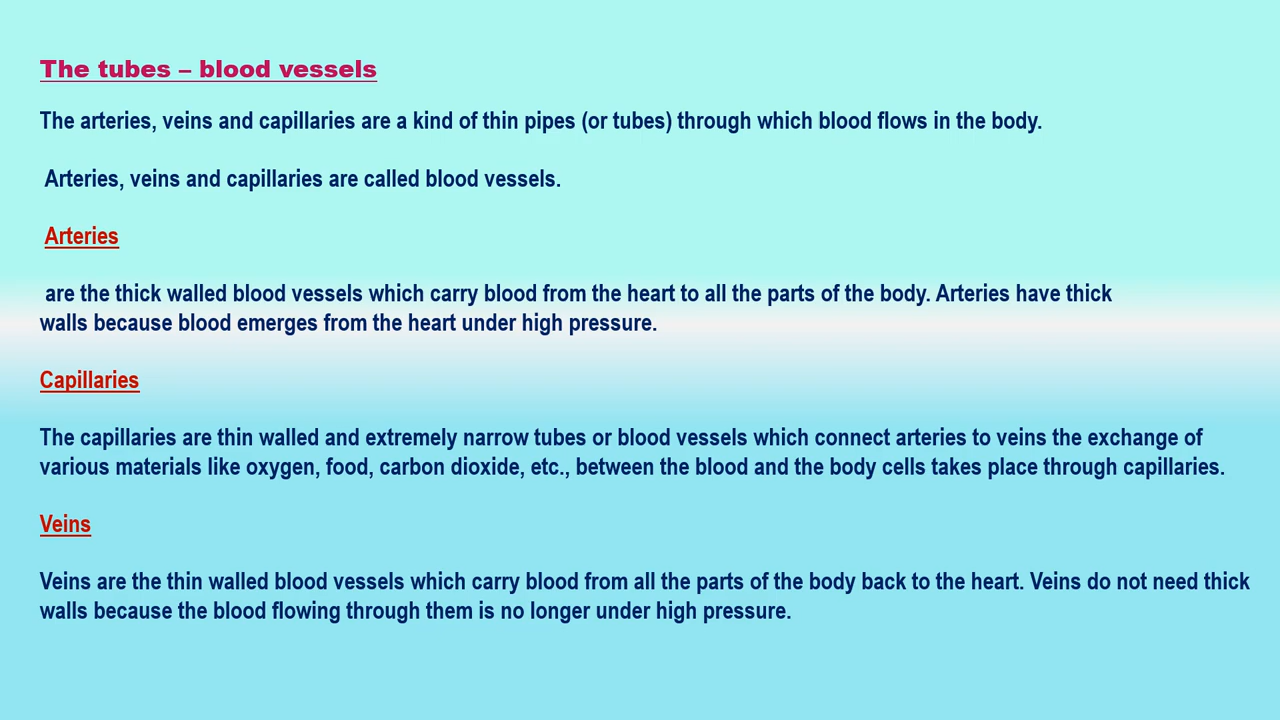 The tubes – blood vessels
The arteries, veins and capillaries are a kind of thin pipes (or tubes) through which blood flows in the body.
Arteries, veins and capillaries are called blood vessels.
Arteries
are the thick walled blood vessels which carry blood from the heart to all the parts of the body. Arteries have thick
walls because blood emerges from the heart under high pressure.
Capillaries
The capillaries are thin walled and extremely narrow tubes or blood vessels which connect arteries to veins the exchange of
various materials like oxygen, food, carbon dioxide, etc., between the blood and the body cells takes place through capillaries.
Veins
Veins are the thin walled blood vessels which carry blood from all the parts of the body back to the heart. Veins do not need thick
walls because the blood flowing through them is no longer under high pressure.